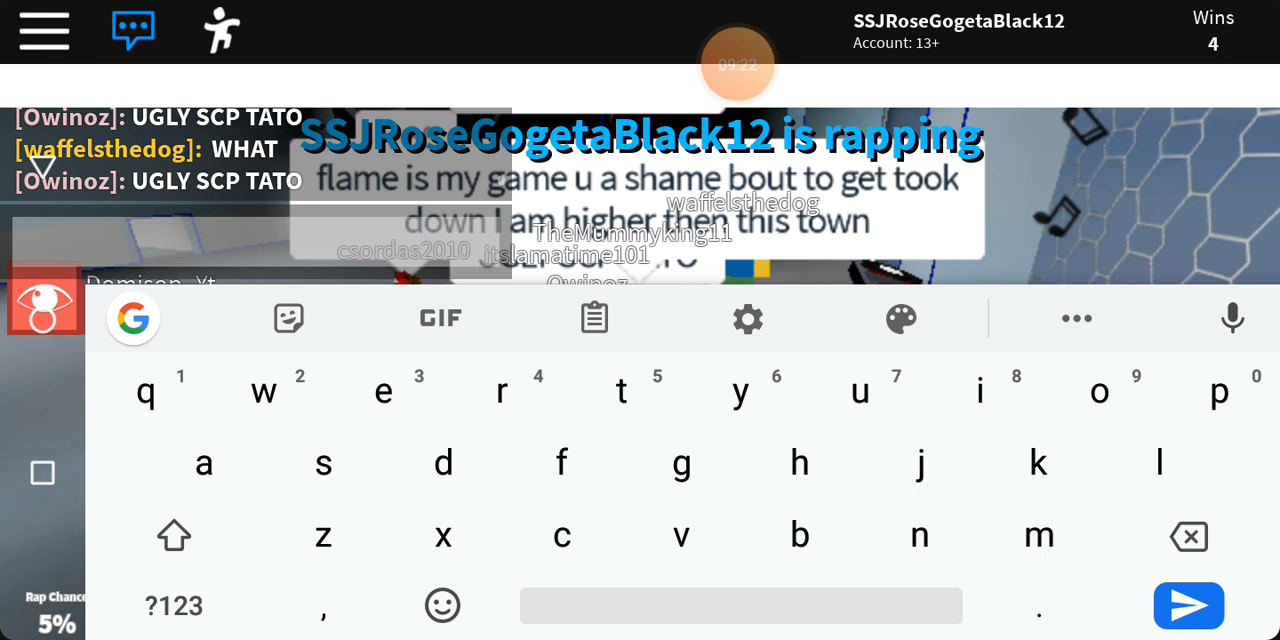 SSJRoseGogetaBlack12
Account: 13+
Wins
4
09:22
[Owinoz]: UGLY SCP TATO
[waffelsthedog]: WHAT
[Owinoz]: UGLY SCP TATO
SSJRoseGogetaBlack12 is rapping
flame is my game u a shame bout to get took
down I am higher then this town
waffelsthedog
TheMummyking11
csordas2010
itslamatime101
Owinoz
Domison_Yt
GIF
q 1 w 2 e 3 r 4 t 5 y 6 u 7 i 8 o 9 p 0
a s d f g h j k l
z x c v b n m
?123 , .
Rap Chance
5%